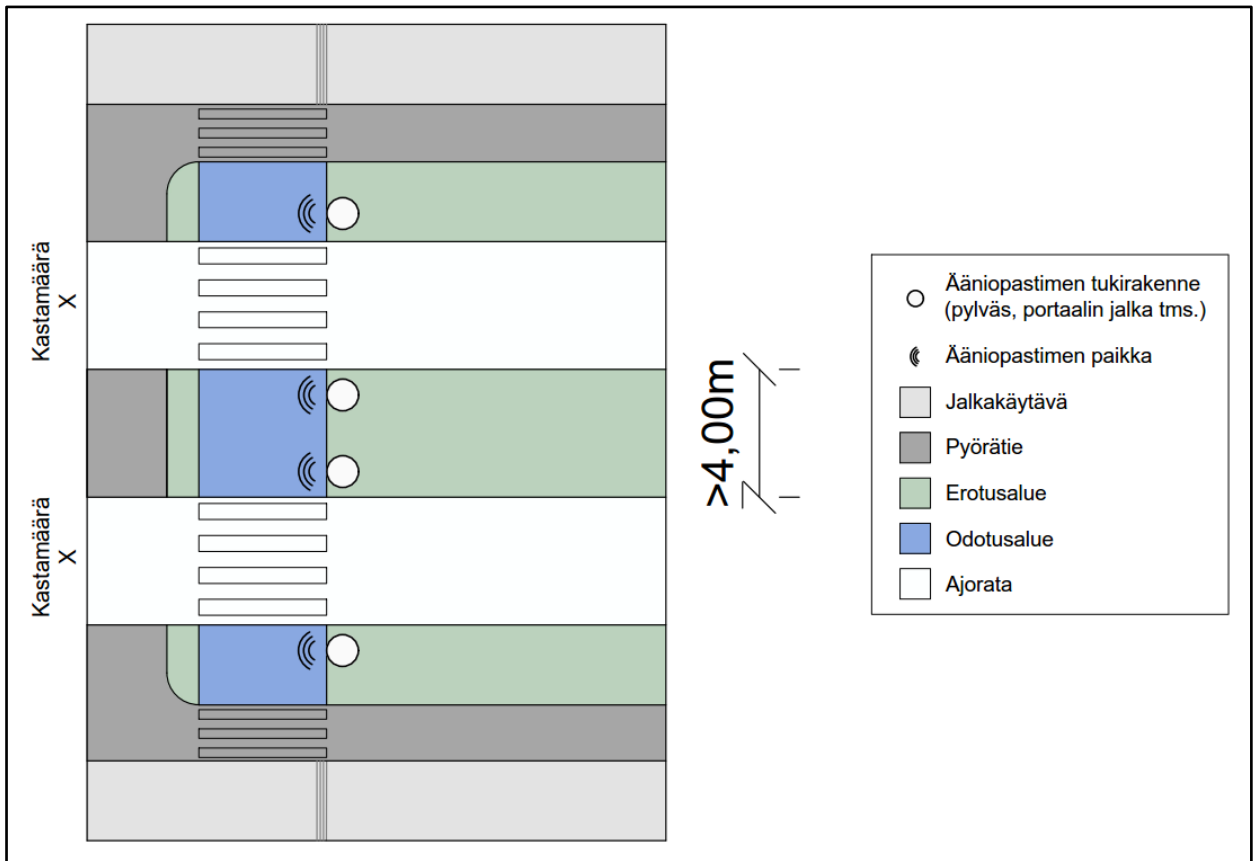 Kastamäärä
X
Kastamäärä
X
>4,00m
Ääniopastimen tukirakenne
(pylväs, portaalin jalka tms.)
Ääniopastimen paikka
Jalkakäytävä
Pyörätie
Erotusalue
Odotusalue
Ajorata